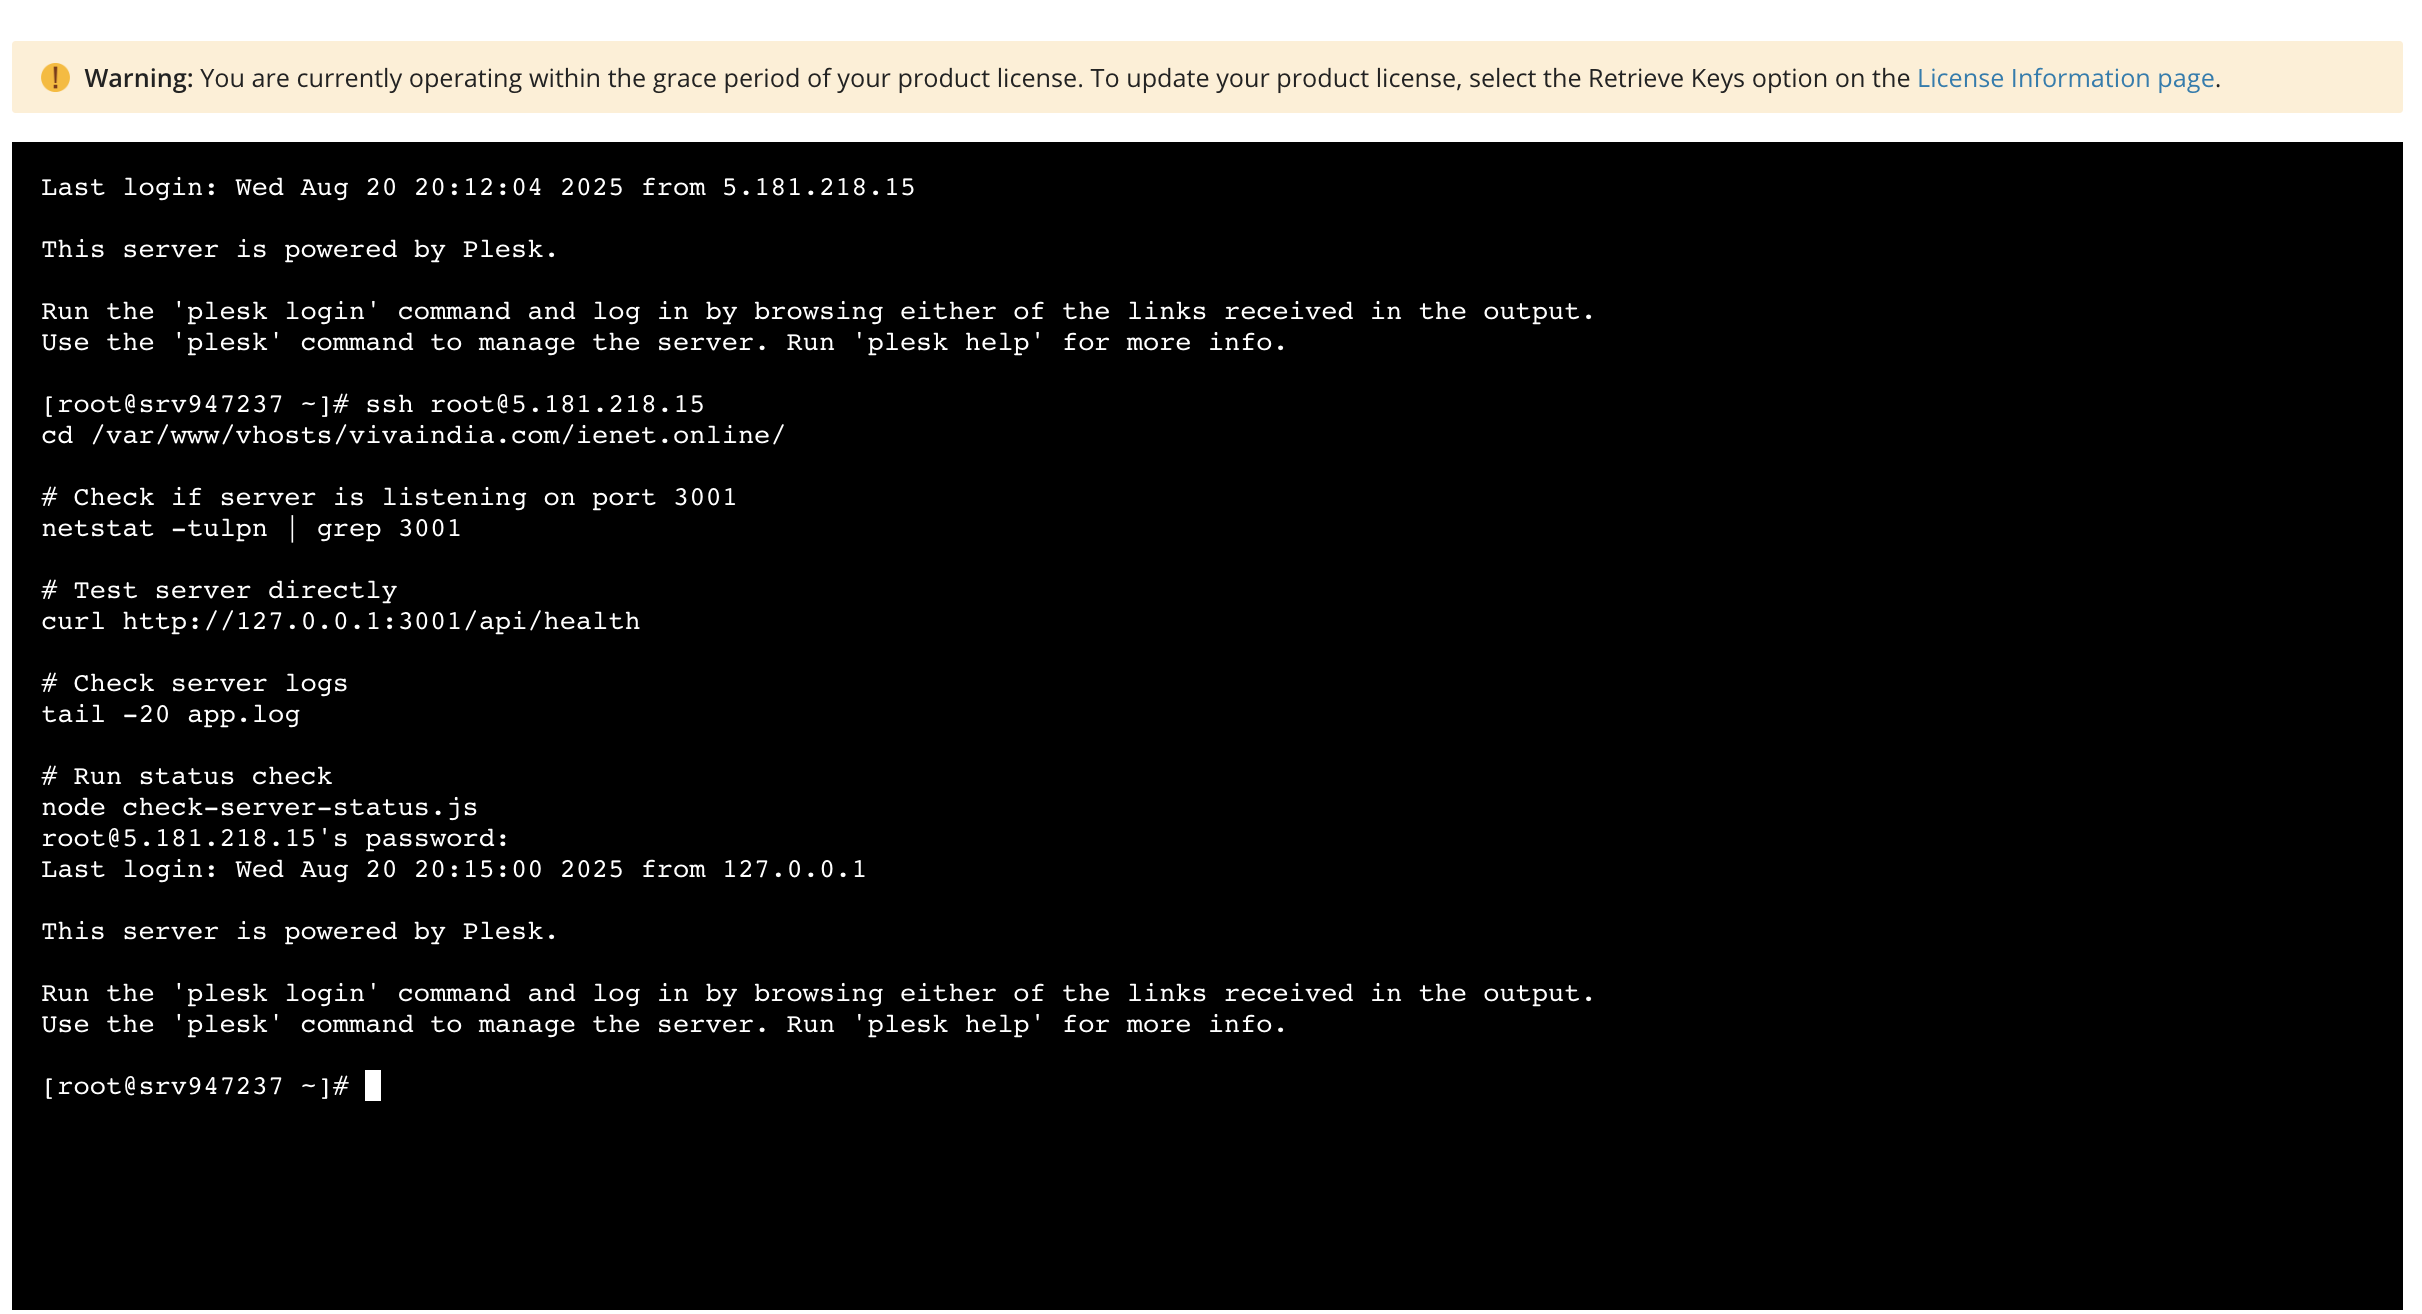 Warning: You are currently operating within the grace period of your product license. To update your product license, select the Retrieve Keys option on the License Information page.
Last login: Wed Aug 20 20:12:04 2025 from 5.181.218.15
This server is powered by Plesk.
Run the 'plesk login' command and log in by browsing either of the links received in the output.
Use the 'plesk' command to manage the server. Run 'plesk help' for more info.
[root@srv947237 ~]# ssh root@5.181.218.15
cd /var/www/vhosts/vivaindia.com/ienet.online/
# Check if server is listening on port 3001
netstat -tulpn | grep 3001
# Test server directly
curl http://127.0.0.1:3001/api/health
# Check server logs
tail -20 app.log
# Run status check
node check-server-status.js
root@5.181.218.15's password:
Last login: Wed Aug 20 20:15:00 2025 from 127.0.0.1
This server is powered by Plesk.
Run the 'plesk login' command and log in by browsing either of the links received in the output.
Use the 'plesk' command to manage the server. Run 'plesk help' for more info.
[root@srv947237 ~]#